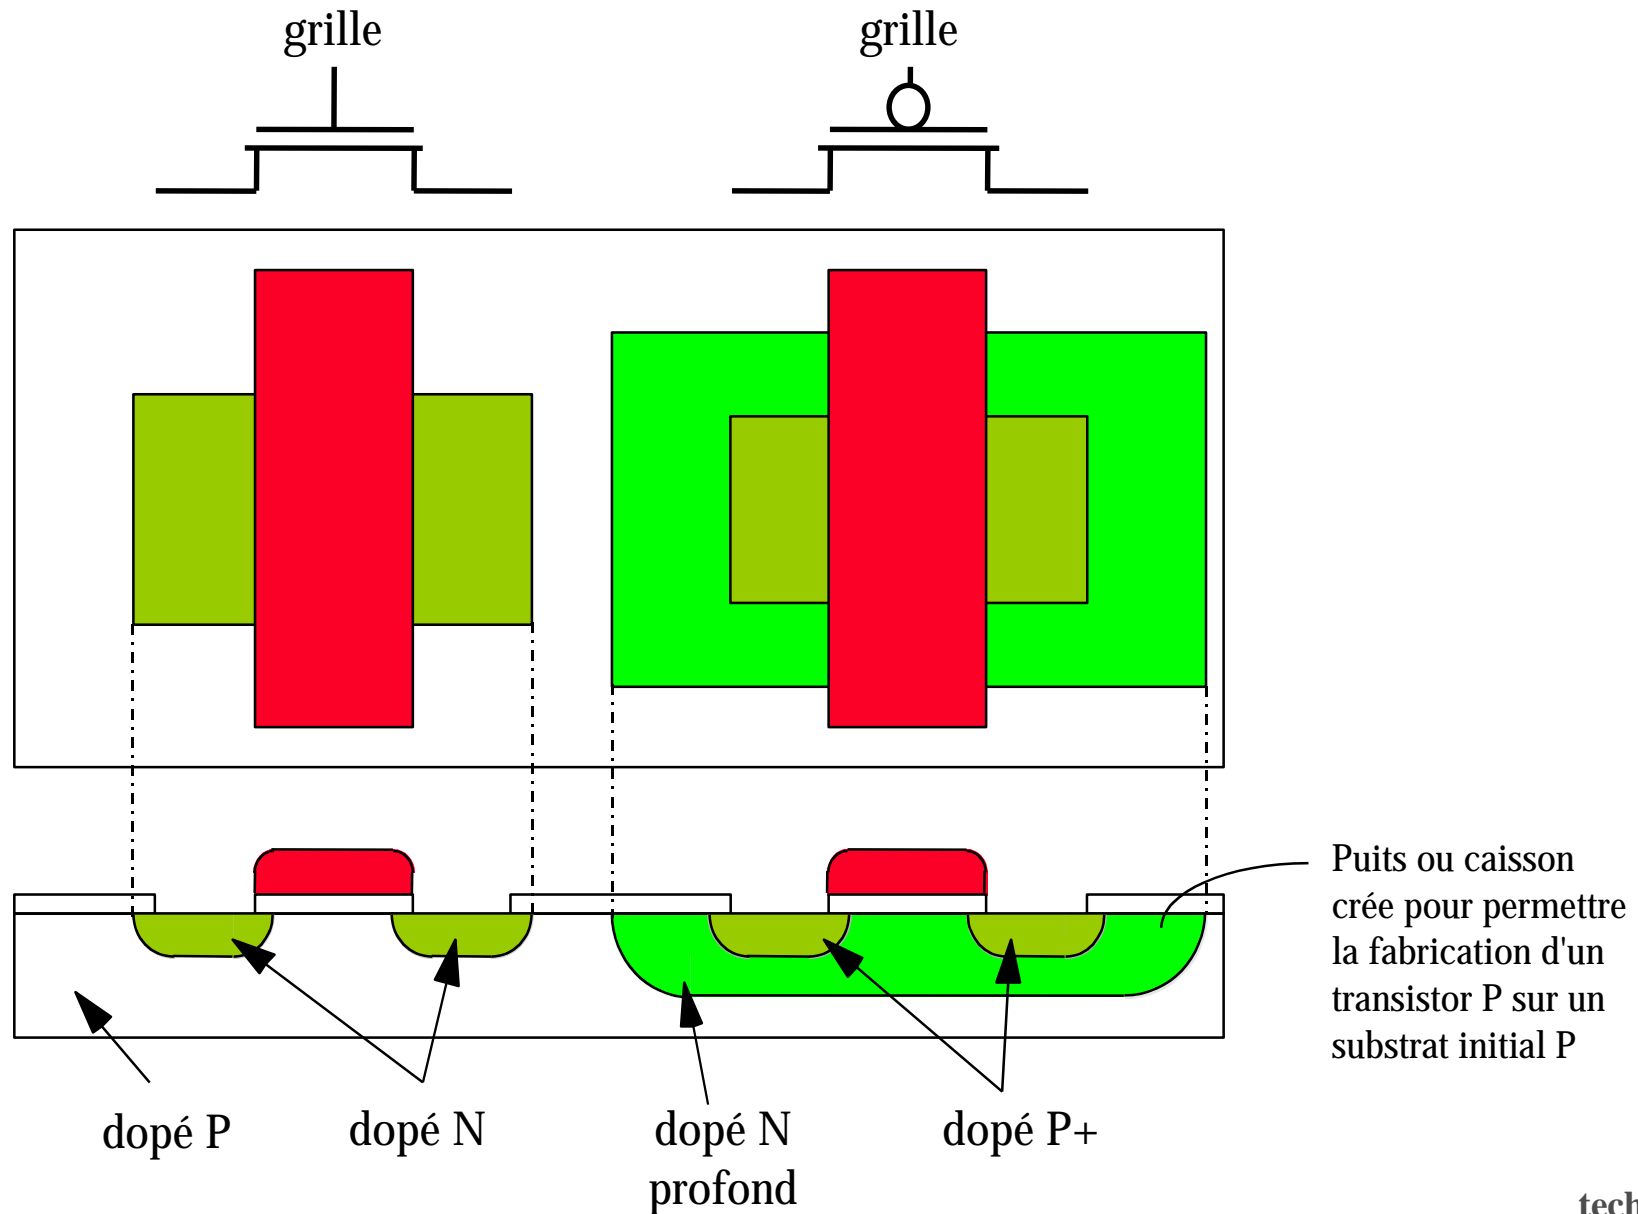 grille
grille
Puits ou caisson
crée pour permettre
la fabrication d'un
transistor P sur un
substrat initial P
dopé P
dopé N
dopé N
profond
dopé P+
tech